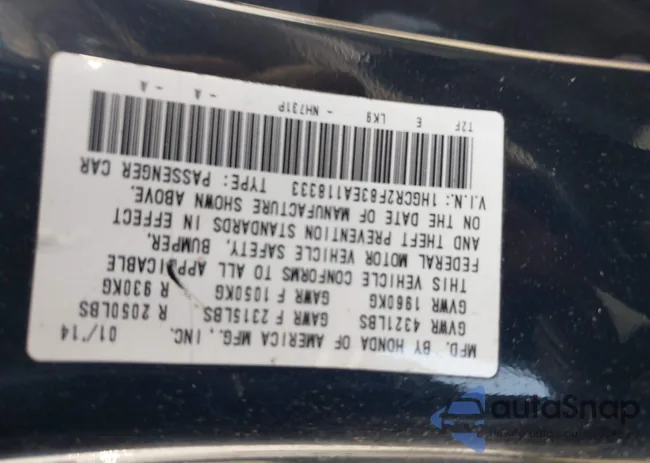 MFD. BY HONDA OF AMERICA MFG., INC. 01/14
GVWR 4321LBS GAWR F 2315LBS R 2050LBS
GVWR 1960KG GAWR F 1050KG R 930KG
THIS VEHICLE CONFORMS TO ALL APPLICABLE
FEDERAL MOTOR VEHICLE SAFETY, BUMPER,
AND THEFT PREVENTION STANDARDS IN EFFECT
ON THE DATE OF MANUFACTURE SHOWN ABOVE.
V.I.N.: 1HGCR2F83EA118333 TYPE: PASSENGER CAR
T2F E LK9 - NH731P - A - A
autoSnap